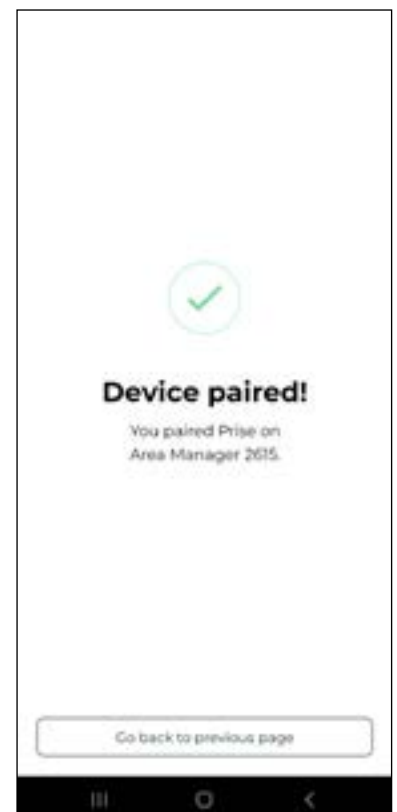 Device paired!
You paired Prise on
Area Manager 2615.
Go back to previous page